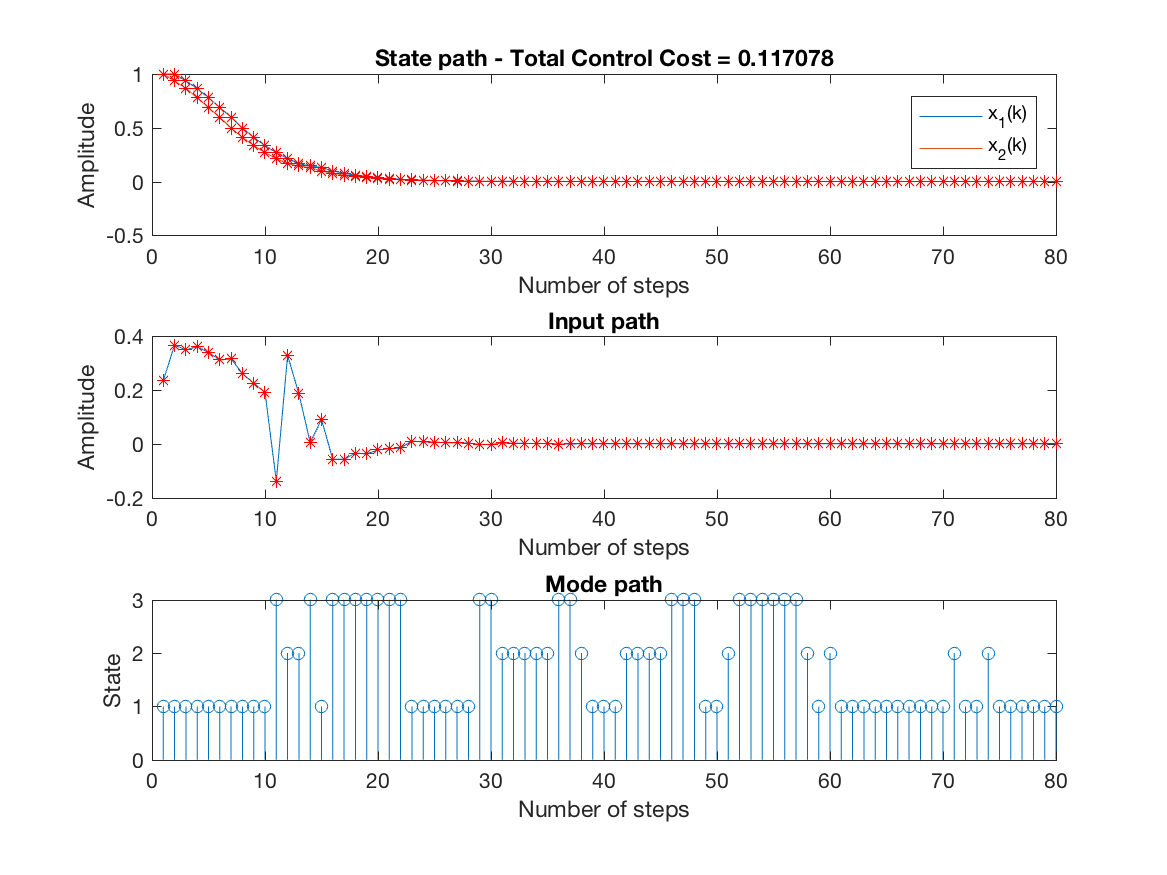 State path - Total Control Cost = 0.117078
1
0.5
0
-0.5
Amplitude
x1(k)
x2(k)
0 10 20 30 40 50 60 70 80
Number of steps
Input path
0.4
0.2
0
-0.2
Amplitude
0 10 20 30 40 50 60 70 80
Number of steps
Mode path
3
2
1
0
State
0 10 20 30 40 50 60 70 80
Number of steps